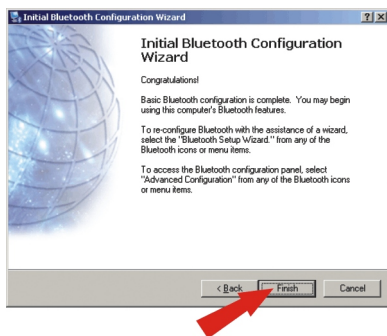 Initial Bluetooth Configuration Wizard
Initial Bluetooth Configuration
Wizard
Congratulations!
Basic Bluetooth configuration is complete. You may begin
using this computer's Bluetooth features.
To re-configure Bluetooth with the assistance of a wizard,
select the "Bluetooth Setup Wizard." from any of the
Bluetooth icons or menu items.
To access the Bluetooth configuration panel, select
"Advanced Configuration" from any of the Bluetooth icons
or menu items.
< Back Finish Cancel